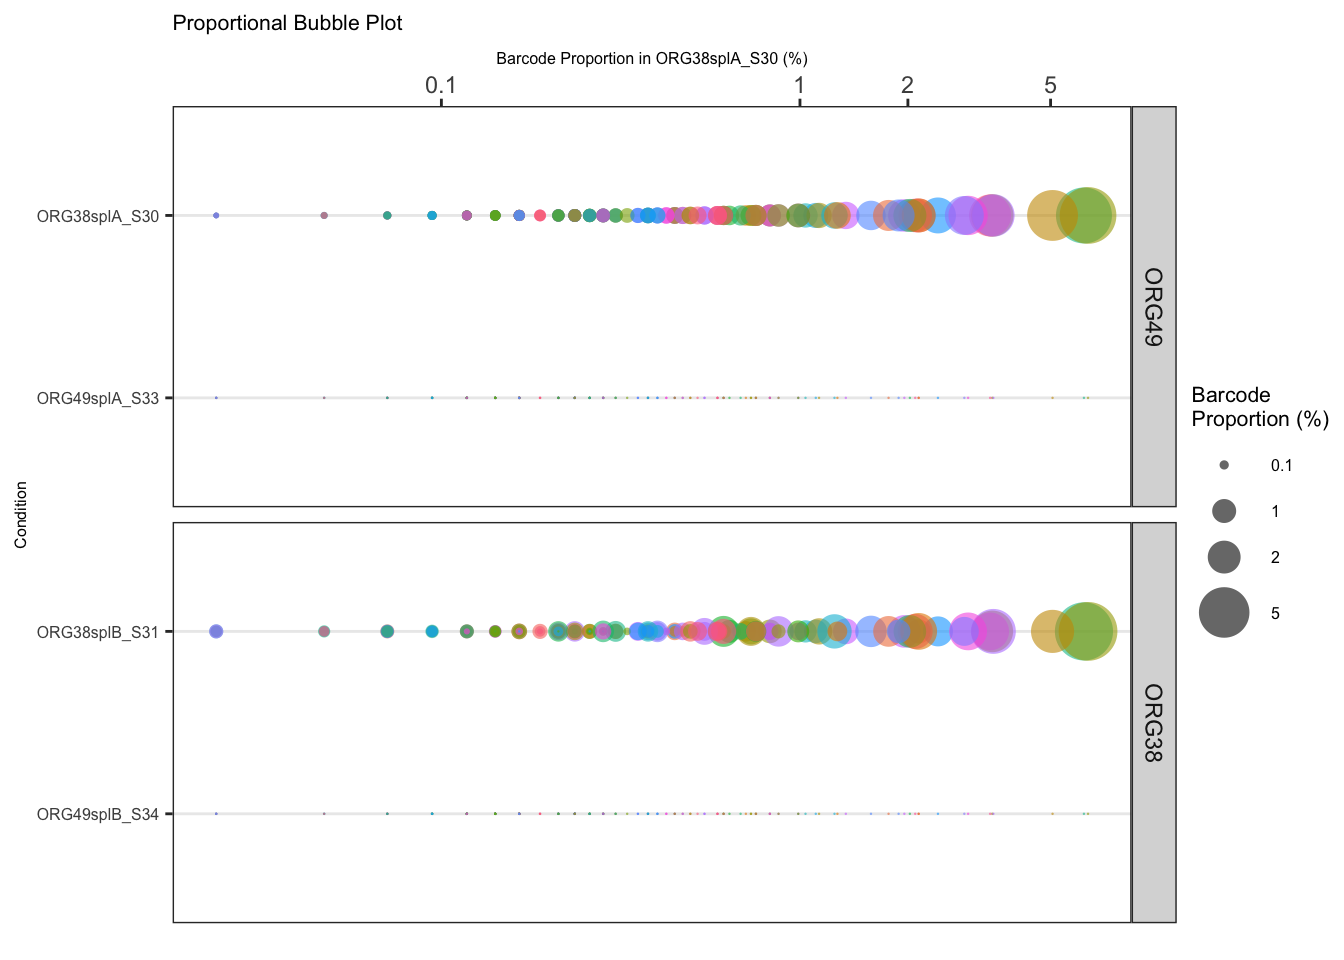 Proportional Bubble Plot
Barcode Proportion in ORG38splA_S30 (%)
0.1 1 2 5
ORG38splA_S30
ORG49splA_S33
ORG49
Condition
ORG38splB_S31
ORG49splB_S34
ORG38
Barcode
Proportion (%)
0.1
1
2
5